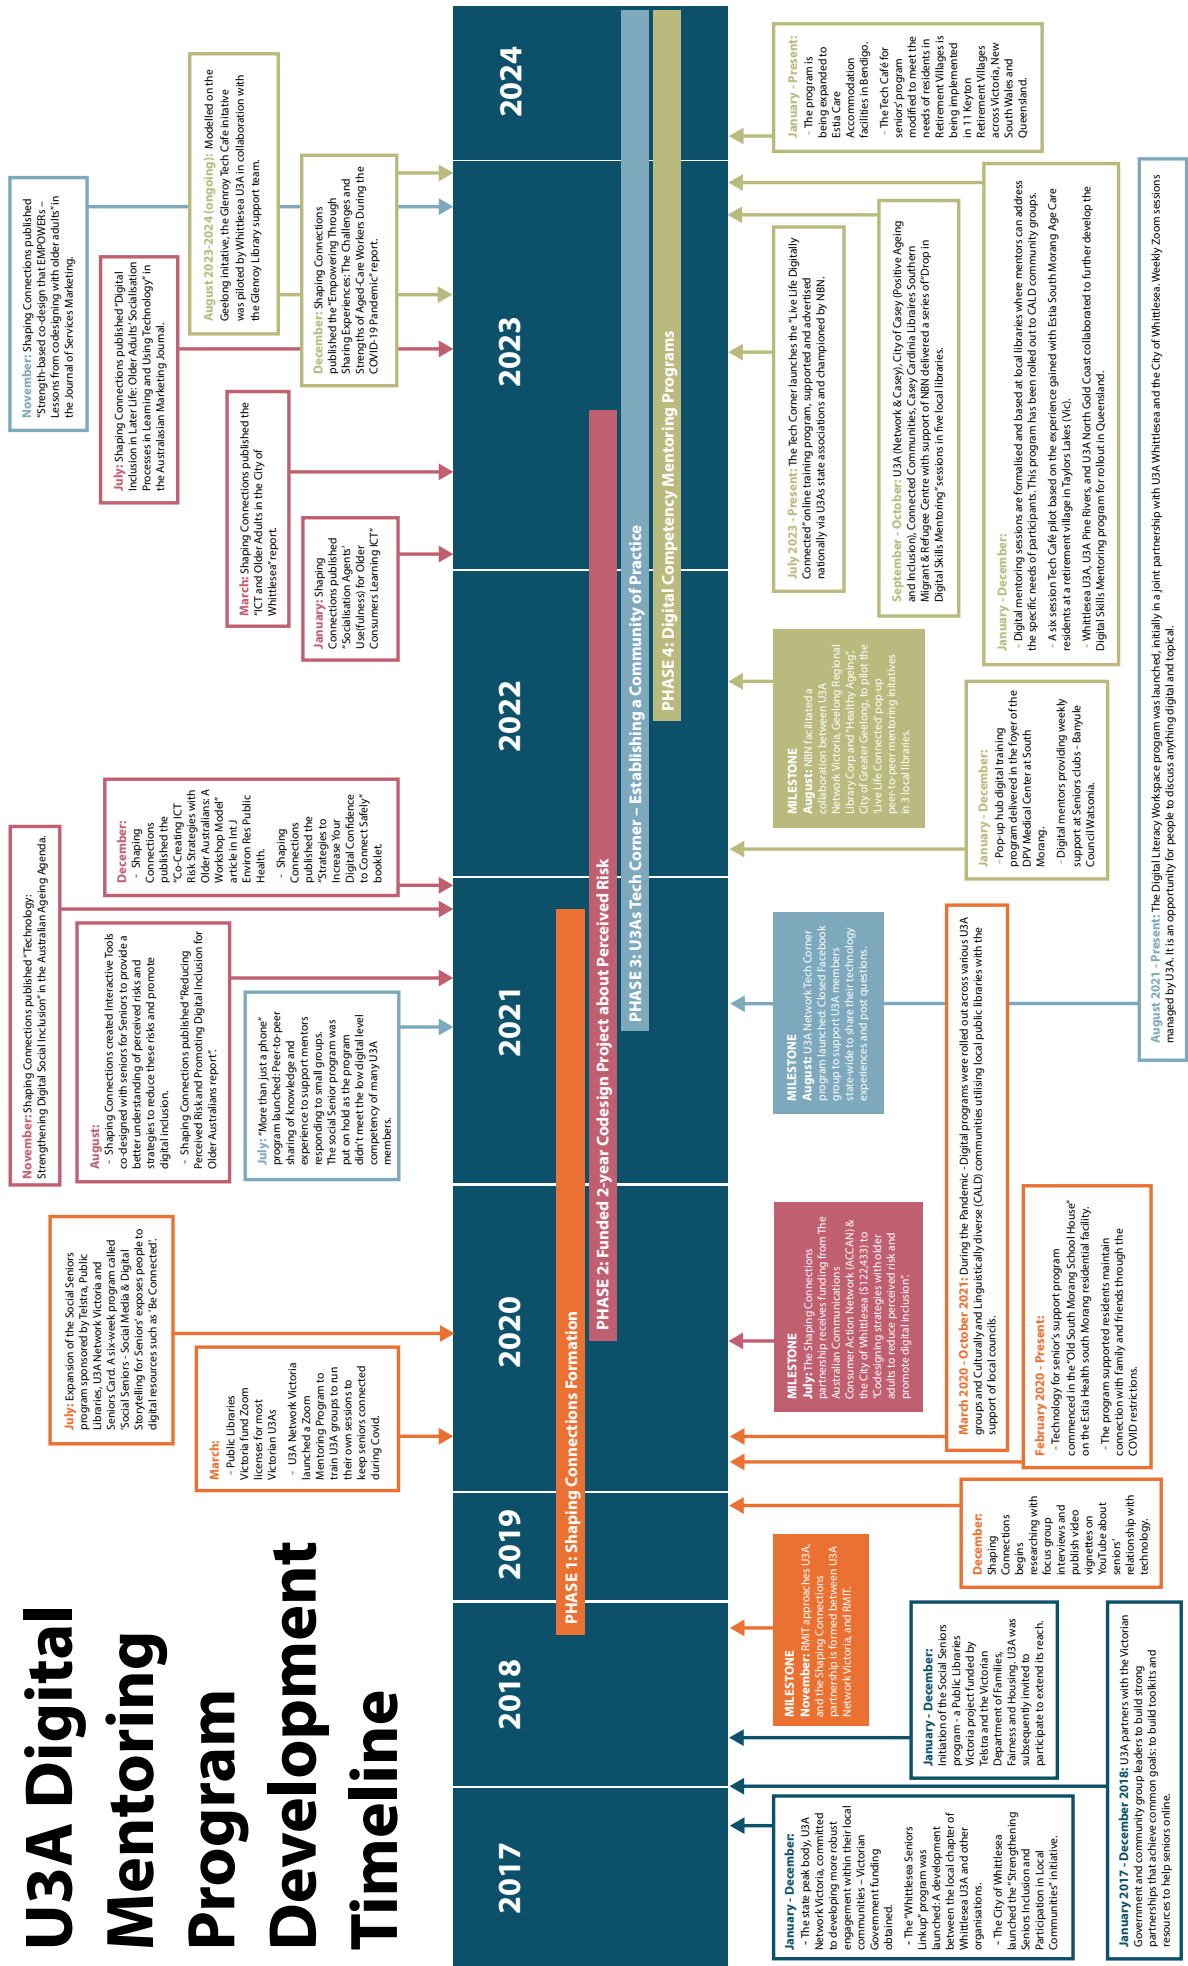 U3A Digital
Mentoring
Program
Development
Timeline
July: Expansion of the Social Seniors
program sponsored by Telstra, Public
Libraries, U3A Network Victoria and
Seniors Card. A six-week program called
'Social Seniors - Social Media & Digital
Storytelling for Seniors' exposes people to
digital resources such as 'Be Connected'.
March:
- Public Libraries
Victoria fund Zoom
licenses for most
Victorian U3As
- U3A Network Victoria
launched a Zoom
Mentoring Program to
train U3A groups to run
their own sessions to
keep seniors connected
during Covid.
November: Shaping Connections published "Technology:
Strengthening Digital Social Inclusion" in the Australian Ageing Agenda.
August:
- Shaping Connections created Interactive Tools
co-designed with seniors for Seniors to provide a
better understanding of perceived risks and
strategies to reduce these risks and promote
digital inclusion.
- Shaping Connections published "Reducing
Perceived Risk and Promoting Digital Inclusion for
Older Australians report".
July: "More than just a phone"
program launched: Peer-to-peer
sharing of knowledge and
experience to support mentors
responding to small groups.
The social Senior program was
put on hold as the program
didn't meet the low digital level
competency of many U3A
members.
December:
- Shaping
Connections
published the
"Co-Creating ICT
Risk Strategies with
Older Australians: A
Workshop Model"
article in Int J
Environ Res Public
Health.
- Shaping
Connections
published the
"Strategies to
Increase Your
Digital Confidence
to Connect Safely"
booklet.
January: Shaping
Connections published
"Socialisation Agents'
Use(fulness) for Older
Consumers Learning ICT"
March: Shaping Connections published the
"ICT and Older Adults in the City of
Whittlesea" report.
July: Shaping Connections published "Digital
Inclusion in Later Life: Older Adults' Socialisation
Processes in Learning and Using Technology" in
the Australasian Marketing Journal.
November: Shaping Connections published
"Strength-based co-design that EMPOWERs –
Lessons from codesigning with older adults" in
the Journal of Services Marketing.
August 2023-2024 (ongoing): Modelled on the
Geelong initative, the Glenroy Tech Cafe initative
was piloted by Whittlesea U3A in collaboration with
the Glenroy Library support team.
December: Shaping Connections
published the "Empowering Through
Sharing Experiences: The Challenges and
Strengths of Aged-Care Workers During the
COVID-19 Pandemic" report.
2017
2018
2019
2020
2021
2022
2023
2024
PHASE 1: Shaping Connections Formation
PHASE 2: Funded 2-year Codesign Project about Perceived Risk
PHASE 3: U3As Tech Corner – Establishing a Community of Practice
PHASE 4: Digital Competency Mentoring Programs
January - December:
- The state peak body, U3A
Network Victoria, committed
to developing more robust
engagement within their local
communities – Victorian
Government funding
obtained.
- The "Whittlesea Seniors
Linkup" program was
launched: A development
between the local chapter of
Whittlesea U3A and other
organisations.
- The City of Whittlesea
launched the "Strengthening
Seniors Inclusion and
Participation in Local
Communities" initiative.
January 2017 - December 2018: U3A partners with the Victorian
Government and community group leaders to build strong
partnerships that achieve common goals: to build toolkits and
resources to help seniors online.
January - December:
Initiation of the Social Seniors
program - a Public Libraries
Victoria project funded by
Telstra and the Victorian
Department of Families,
Fairness and Housing. U3A was
subsequently invited to
participate to extend its reach.
MILESTONE
November: RMIT approaches U3A,
and the Shaping Connections
partnership is formed between U3A
Network Victoria, and RMIT.
December:
Shaping
Connections
begins
researching with
focus group
interviews and
publish video
vignettes on
YouTube about
seniors'
relationship with
technology.
February 2020 - Present:
- Technology for senior's support program
commenced in the "Old South Morang School House"
on the Estia Health south Morang residential facility.
- The program supported residents maintain
connection with family and friends through the
COVID restrictions.
March 2020 - October 2021: During the Pandemic - Digital programs were rolled out across various U3A
groups and Culturally and Linguistically diverse (CALD) communities utilising local public libraries with the
support of local councils.
MILESTONE
July: The Shaping Connections
partnership receives funding from The
Australian Communications
Consumer Action Network (ACCAN) &
the City of Whittlesea ($122,433) to
"Codesigning strategies with older
adults to reduce perceived risk and
promote digital inclusion".
MILESTONE
August: U3A Network Tech Corner
program launched: Closed Facebook
group to support U3A members
state-wide to share their technology
experiences and post questions.
August 2021 - Present: The Digital Literacy Workspace program was launched, initially in a joint partnership with U3A Whittlesea and the City of Whittlesea. Weekly Zoom sessions
managed by U3A. It is an opportunity for people to discuss anything digital and topical.
January - December:
- Pop-up hub digital training
program delivered in the foyer of the
DPV Medical Center at South
Morang.
- Digital mentors providing weekly
support at Seniors clubs - Banyule
Council Watsonia.
MILESTONE
August: NBN facilitated a
collaboration between U3A
Network Victoria, Geelong Regional
Library Corp and "Healthy Ageing",
City of Greater Geelong, to pilot the
'Live Life Connected' pop-up
peer-to-peer mentoring initatives
in 3 local libraries.
January - December:
- Digital mentoring sessions are formalised and based at local libraries where mentors can address
the specific needs of participants. This program has been rolled out to CALD community groups.
- A six session Tech Café pilot based on the experience gained with Estia South Morang Age Care
residents at a retirement village in Taylors Lakes (Vic).
- Whittlesea U3A, U3A Pine Rivers, and U3A North Gold Coast collaborated to further develop the
Digital Skills Mentoring program for rollout in Queensland.
September - October: U3A (Network & Casey), City of Casey (Positive Ageing
and Inclusion), Connected Communities, Casey Cardinia Libraires Southern
Migrant & Refugee Centre with support of NBN delivered a series of "Drop in
Digital Skills Mentoring" sessions in five local libraries.
July 2023 - Present: The Tech Corner launches the "Live Life Digitally
Connected" online training program, supported and advertised
nationally via U3As state associations and championed by NBN.
January - Present:
- The program is
being expanded to
Estia Care
Accommodation
facilities in Bendigo.
- The Tech Café for
seniors' program
modified to meet the
needs of residents in
Retirement Villages is
being implemented
in 11 Keyton
Retirement Villages
across Victoria, New
South Wales and
Queensland.